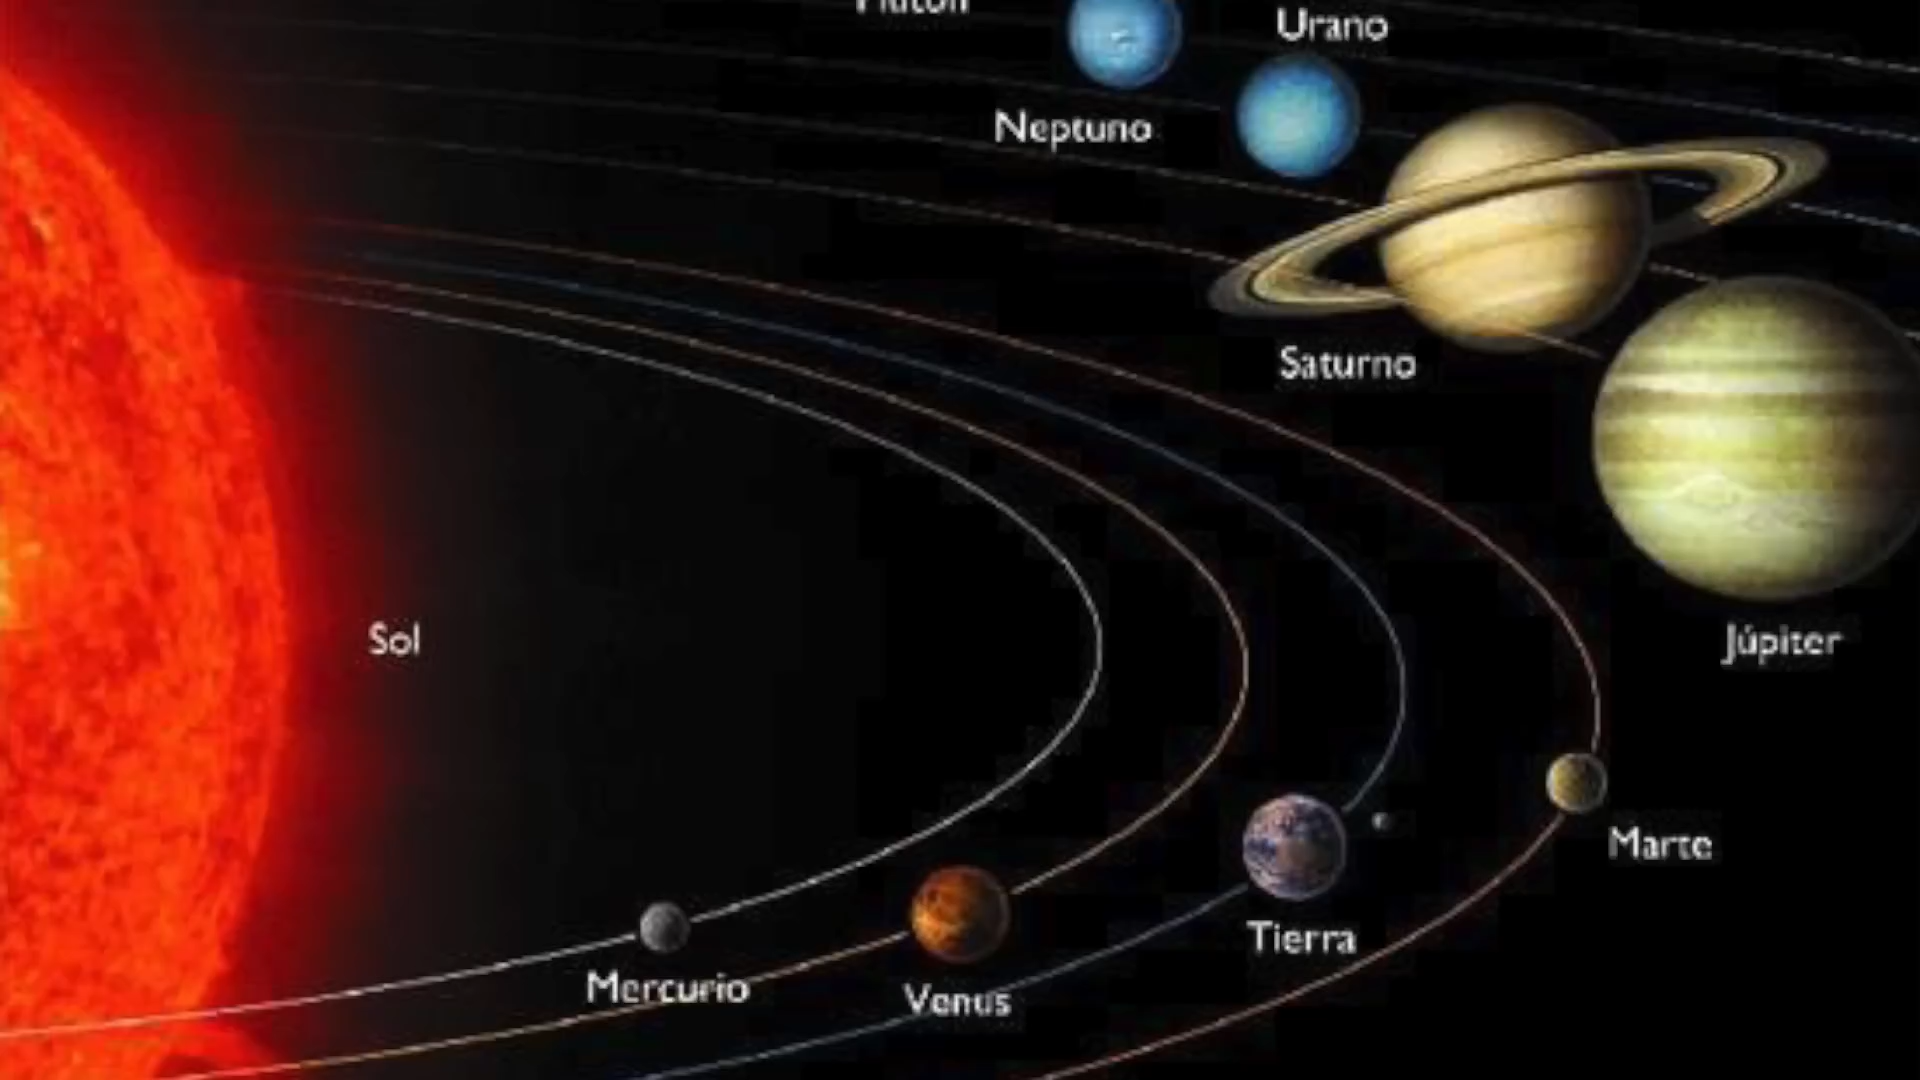 Urano
Neptuno
Saturno
Sol
Júpiter
Marte
Tierra
Mercurio
Venus